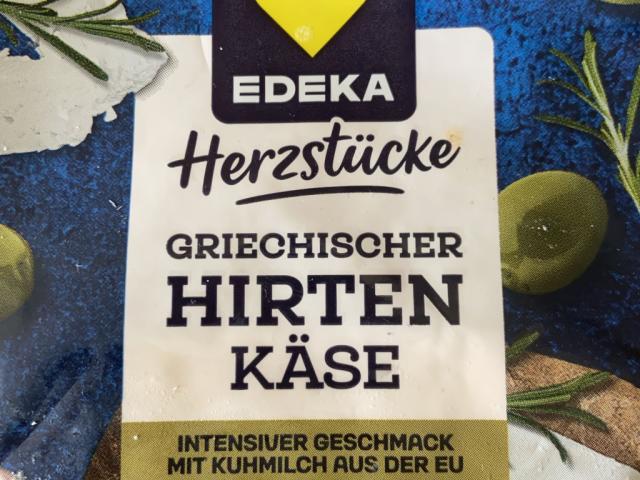 EDEKA
Herzstücke
GRIECHISCHER
HIRTEN
KÄSE
INTENSIVER GESCHMACK
MIT KUHMILCH AUS DER EU